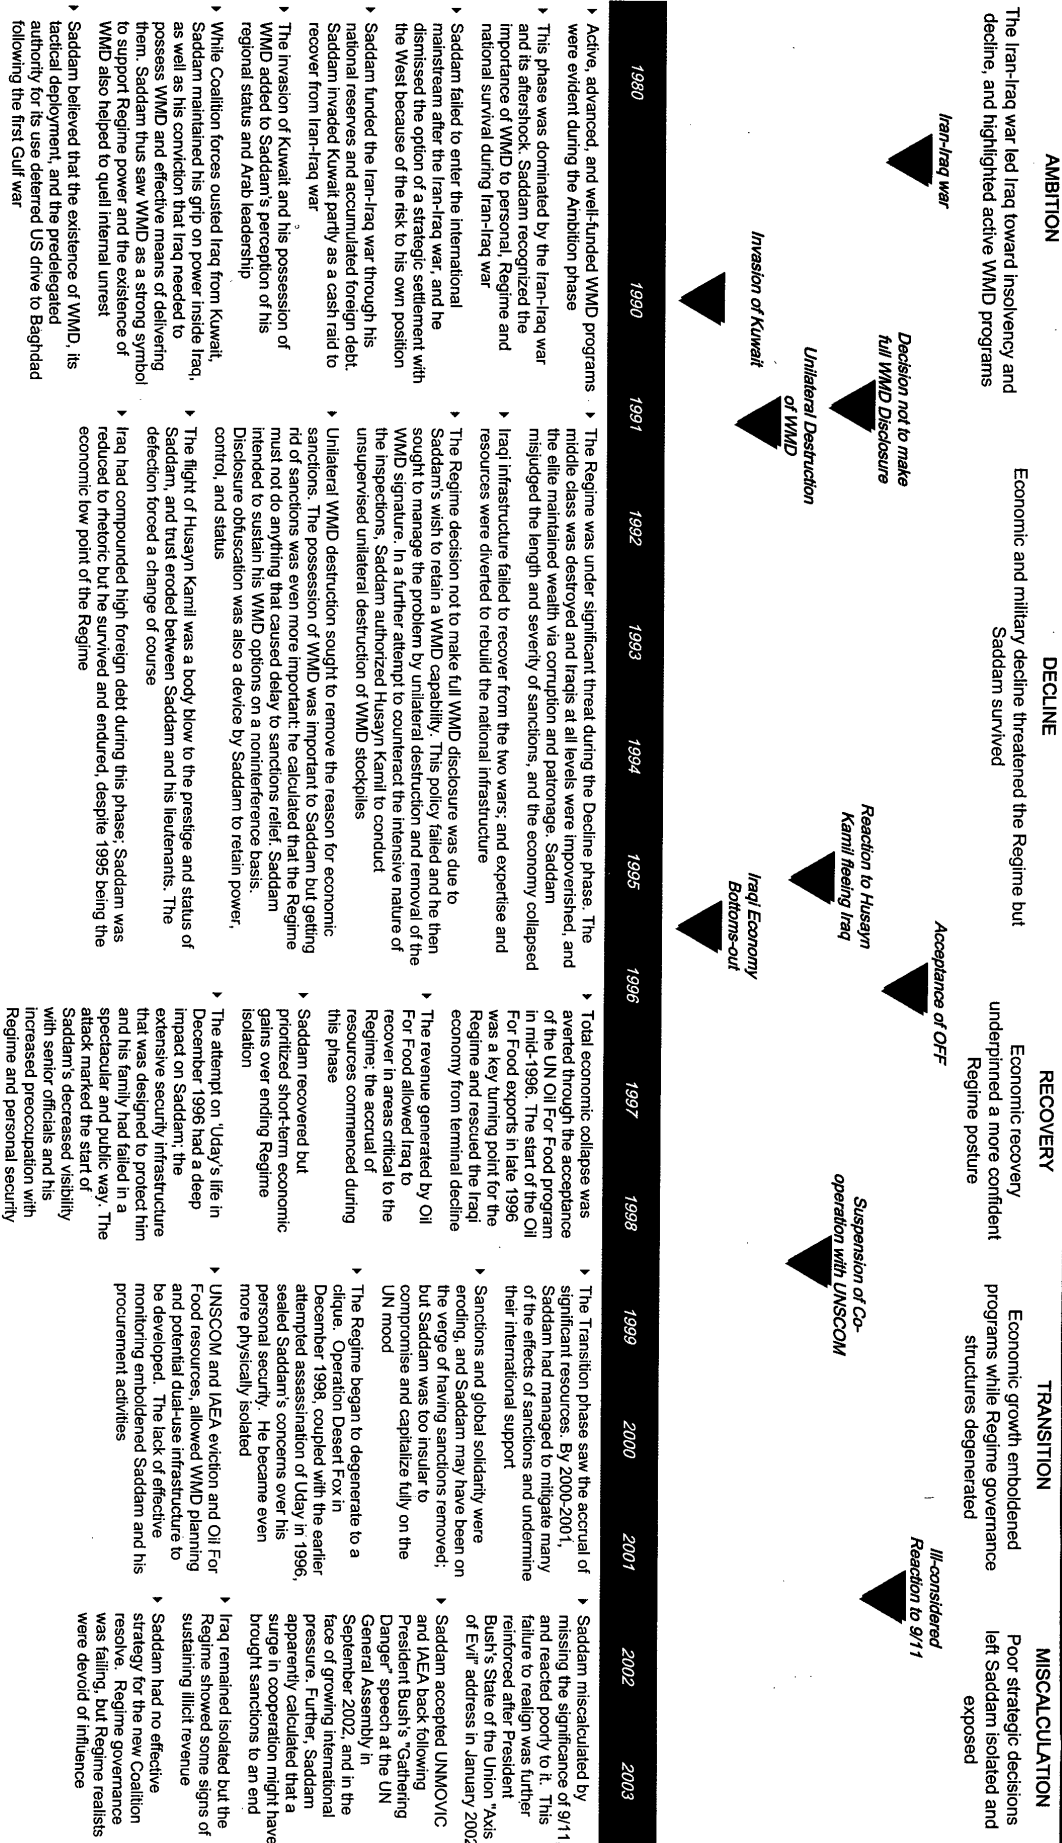 AMBITION
The Iran-Iraq war led Iraq toward insolvency and
decline, and highlighted active WMD programs
DECLINE
Economic and military decline threatened the Regime but
Saddam survived
RECOVERY
Economic recovery
underpinned a more confident
Regime posture
TRANSITION
Economic growth emboldened
programs while Regime governance
structures degenerated
MISCALCULATION
Poor strategic decisions
left Saddam isolated and
exposed
Iran-Iraq war
Invasion of Kuwait
Decision not to make
full WMD Disclosure
Unilateral Destruction
of WMD
Reaction to Husayn
Kamil fleeing Iraq
Iraqi Economy
Bottoms-out
Acceptance of OFF
Suspension of Co-
operation with UNSCOM
Ill-considered
Reaction to 9/11
1980
1990
1991
1992
1993
1994
1995
1996
1997
1998
1999
2000
2001
2002
2003
Active, advanced, and well-funded WMD programs
were evident during the Ambition phase
This phase was dominated by the Iran-Iraq war
and its aftershock. Saddam recognized the
importance of WMD to personal, Regime and
national survival during Iran-Iraq war
Saddam failed to enter the international
mainstream after the Iran-Iraq war, and he
dismissed the option of a strategic settlement with
the West because of the risk to his own position
Saddam funded the Iran-Iraq war through his
national reserves and accumulated foreign debt.
Saddam invaded Kuwait partly as a cash raid to
recover from Iran-Iraq war
The invasion of Kuwait and his possession of
WMD added to Saddam's perception of his
regional status and Arab leadership
While Coalition forces ousted Iraq from Kuwait,
Saddam maintained his grip on power inside Iraq,
as well as his conviction that Iraq needed to
possess WMD and effective means of delivering
them. Saddam thus saw WMD as a strong symbol
to support Regime power and the existence of
WMD also helped to quell internal unrest
Saddam believed that the existence of WMD, its
tactical deployment, and the predelegated
authority for its use deterred US drive to Baghdad
following the first Gulf war
The Regime was under significant threat during the Decline phase. The
middle class was destroyed and Iraqis at all levels were impoverished, and
the elite maintained wealth via corruption and patronage. Saddam
misjudged the length and severity of sanctions, and the economy collapsed
Iraqi infrastructure failed to recover from the two wars; and expertise and
resources were diverted to rebuild the national infrastructure
The Regime decision not to make full WMD disclosure was due to
Saddam's wish to retain a WMD capability. This policy failed and he then
sought to manage the problem by unilateral destruction and removal of the
WMD signature. In a further attempt to counteract the intensive nature of
the inspections, Saddam authorized Husayn Kamil to conduct
unsupervised unilateral destruction of WMD stockpiles
Unilateral WMD destruction sought to remove the reason for economic
sanctions. The possession of WMD was important to Saddam but getting
rid of sanctions was even more important: he calculated that the Regime
must not do anything that caused delay to sanctions relief. Saddam
intended to sustain his WMD options on a noninterference basis.
Disclosure obfuscation was also a device by Saddam to retain power,
control, and status
The flight of Husayn Kamil was a body blow to the prestige and status of
Saddam, and trust eroded between Saddam and his lieutenants. The
defection forced a change of course
Iraq had compounded high foreign debt during this phase; Saddam was
reduced to rhetoric but he survived and endured, despite 1995 being the
economic low point of the Regime
Total economic collapse was
averted through the acceptance
of the UN Oil For Food program
in mid-1996. The start of the Oil
For Food exports in late 1996
was a key turning point for the
Regime and rescued the Iraqi
economy from terminal decline
The revenue generated by Oil
For Food allowed Iraq to
recover in areas critical to the
Regime; the accrual of
resources commenced during
this phase
Saddam recovered but
prioritized short-term economic
gains over ending Regime
isolation
The attempt on 'Uday's life in
December 1996 had a deep
impact on Saddam; the
extensive security infrastructure
that was designed to protect him
and his family had failed in a
spectacular and public way. The
attack marked the start of
Saddam's decreased visibility
with senior officials and his
increased preoccupation with
Regime and personal security
The Transition phase saw the accrual of
significant resources. By 2000-2001,
Saddam had managed to mitigate many
of the effects of sanctions and undermine
their international support
Sanctions and global solidarity were
eroding, and Saddam may have been on
the verge of having sanctions removed;
but Saddam was too insular to
compromise and capitalize fully on the
UN mood
The Regime began to degenerate to a
clique. Operation Desert Fox in
December 1998, coupled with the earlier
attempted assassination of Uday in 1996,
sealed Saddam's concerns over his
personal security. He became even
more physically isolated
UNSCOM and IAEA eviction and Oil For
Food resources, allowed WMD planning
and potential dual-use infrastructure to
be developed. The lack of effective
monitoring emboldened Saddam and his
procurement activities
Saddam miscalculated by
missing the significance of 9/11
and reacted poorly to it. This
failure to realign was further
reinforced after President
Bush's State of the Union "Axis
of Evil" address in January 2002
Saddam accepted UNMOVIC
and IAEA back following
President Bush's "Gathering
Danger" speech at the UN
General Assembly in
September 2002, and in the
face of growing international
pressure. Further, Saddam
apparently calculated that a
surge in cooperation might have
brought sanctions to an end
Iraq remained isolated but the
Regime showed some signs of
sustaining illicit revenue
Saddam had no effective
strategy for the new Coalition
resolve. Regime governance
was failing, but Regime realists
were devoid of influence